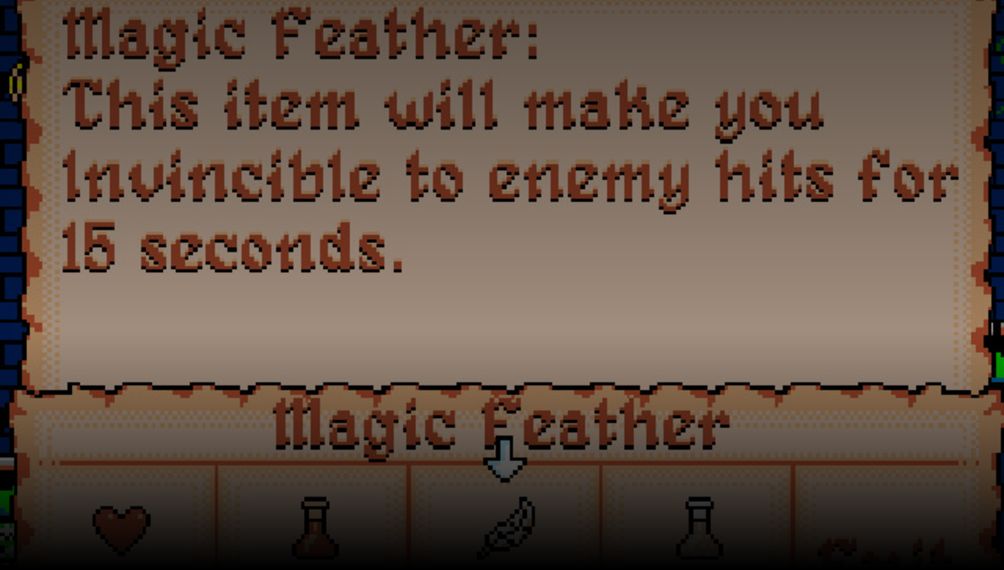 Magic Feather:
This item will make you
Invincible to enemy hits for
15 seconds.
Magic Feather